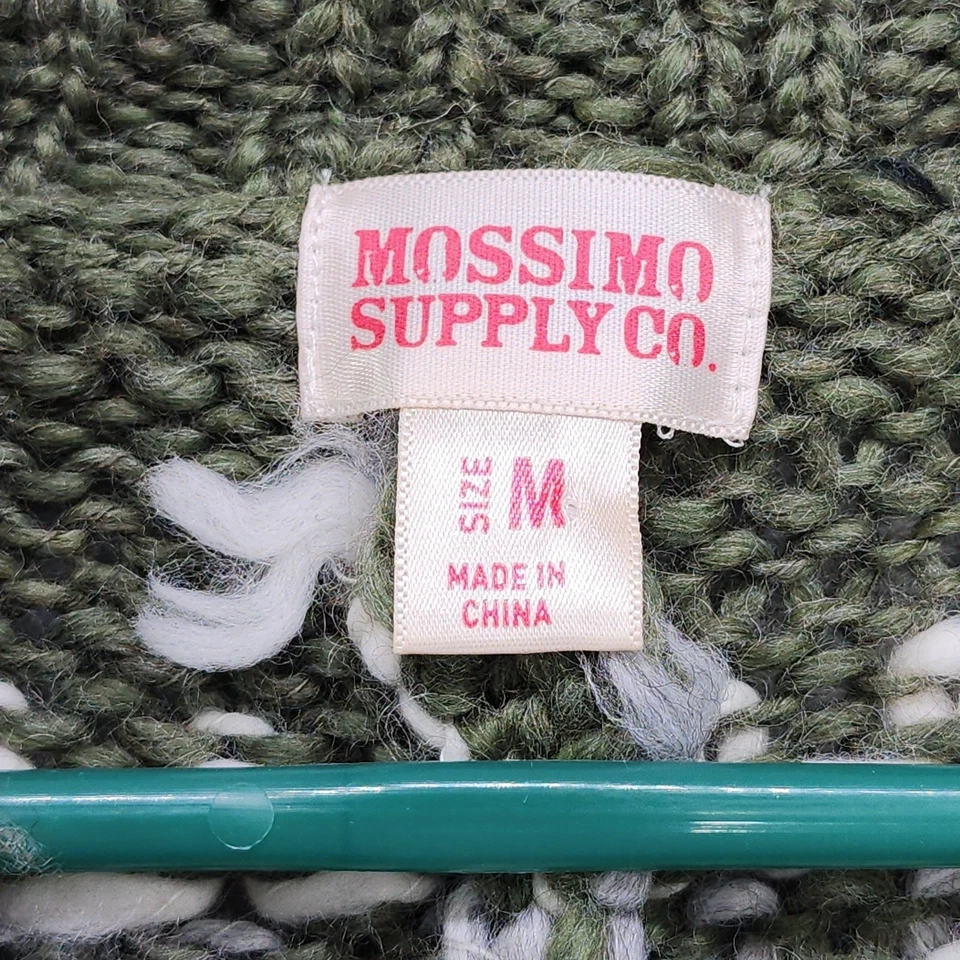 MOSSIMO
SUPPLY CO.
SIZE M
MADE IN
CHINA